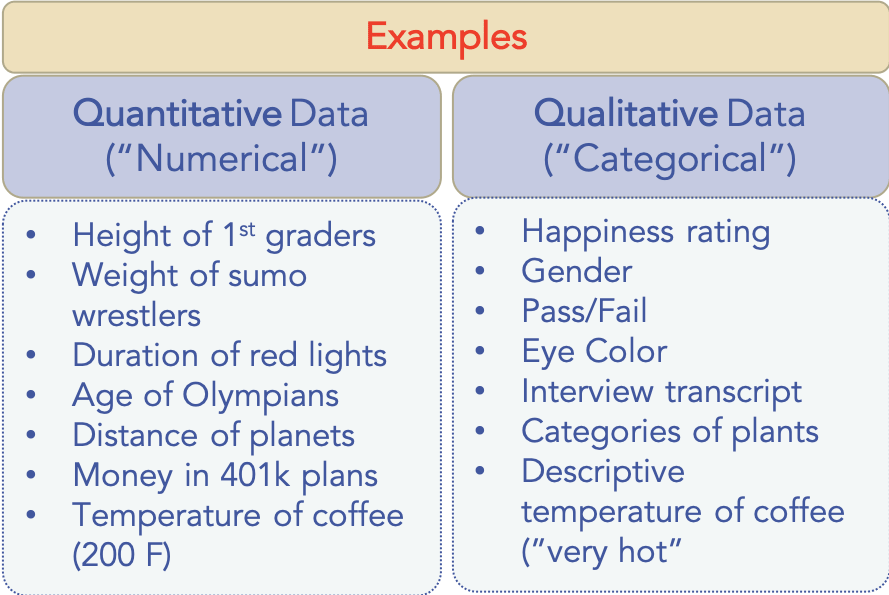 Examples
Quantitative Data
("Numerical")
• Height of 1st graders
• Weight of sumo
wrestlers
• Duration of red lights
• Age of Olympians
• Distance of planets
• Money in 401k plans
• Temperature of coffee
(200 F)
Qualitative Data
(“Categorical”)
• Happiness rating
• Gender
• Pass/Fail
• Eye Color
• Interview transcript
• Categories of plants
• Descriptive
temperature of coffee
(”very hot”